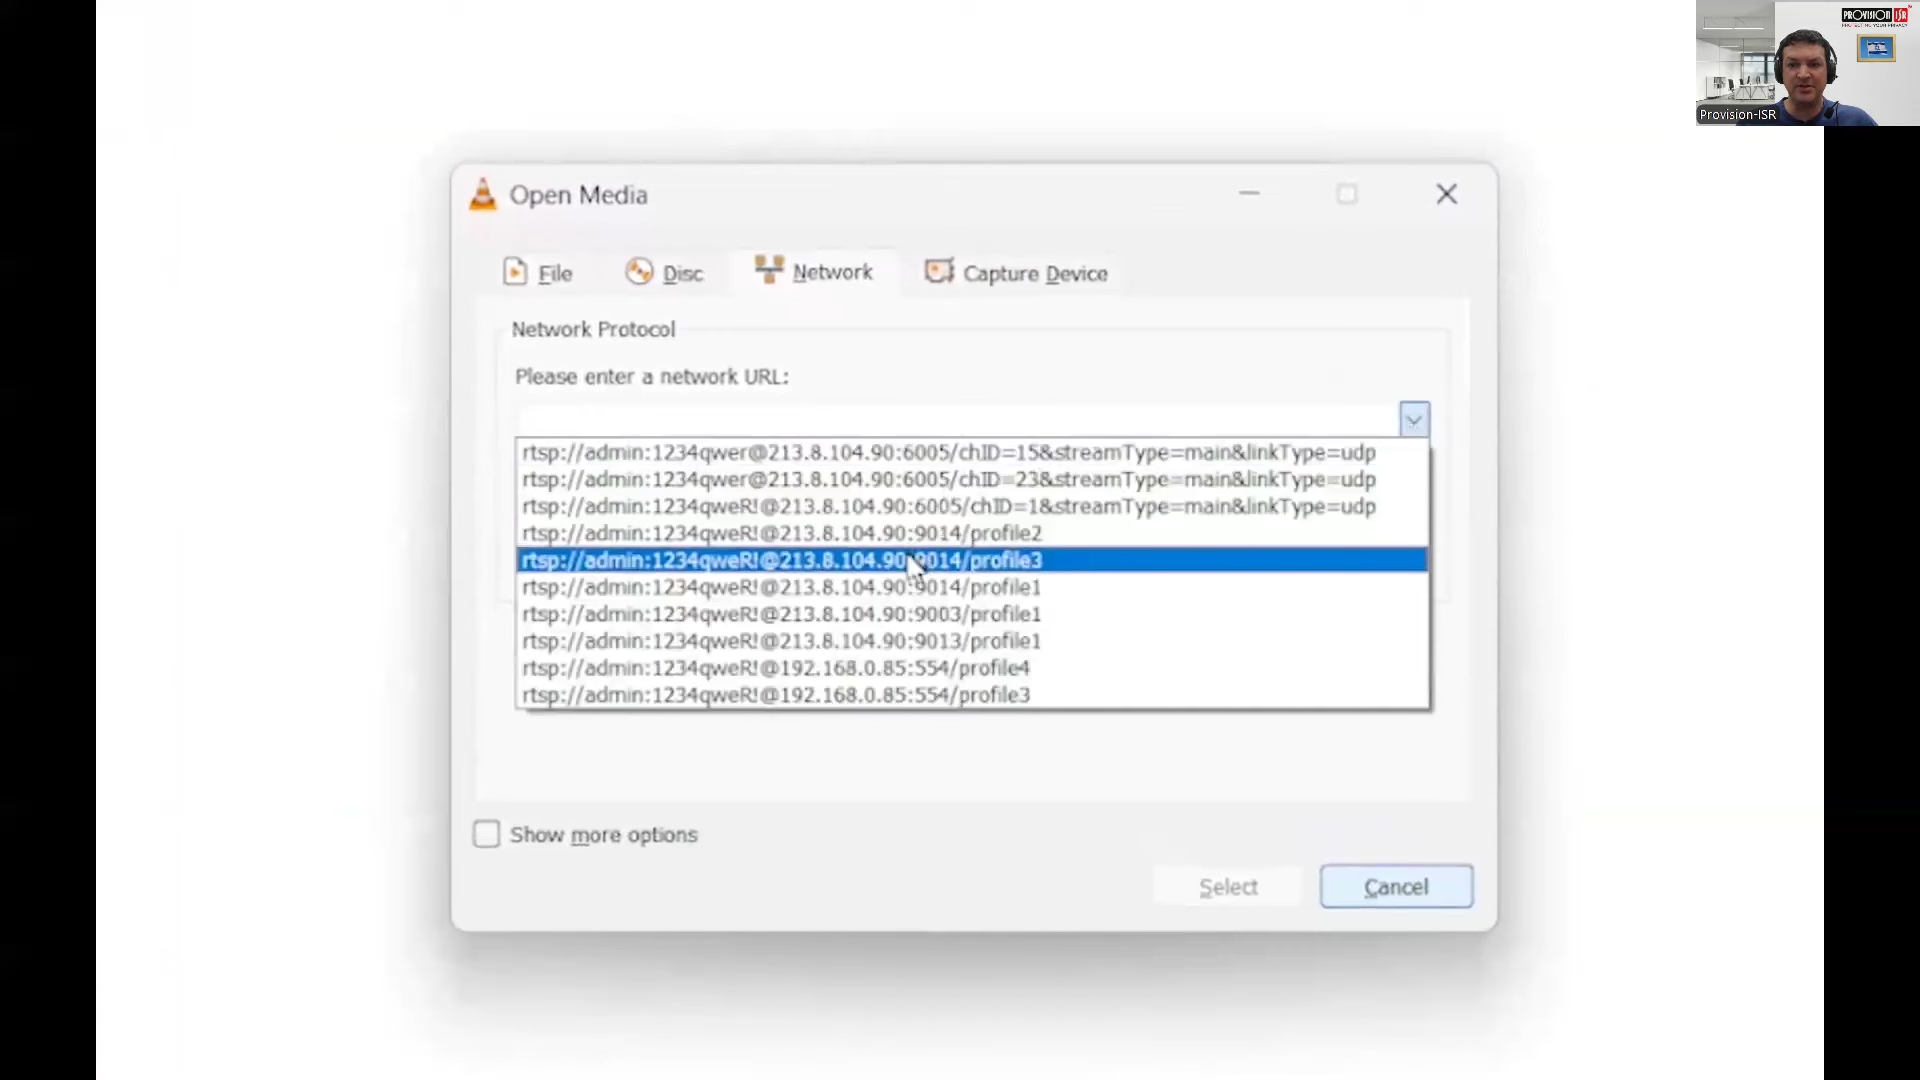 PROVISION ISR
PROTECTING YOUR PRIVACY
Provision-ISR
Open Media
File
Disc
Network
Capture Device
Network Protocol
Please enter a network URL:
rtsp://admin:1234qwer@213.8.104.90:6005/chID=15&streamType=main&linkType=udp
rtsp://admin:1234qwer@213.8.104.90:6005/chID=23&streamType=main&linkType=udp
rtsp://admin:1234qweR!@213.8.104.90:6005/chID=1&streamType=main&linkType=udp
rtsp://admin:1234qweR!@213.8.104.90:9014/profile2
rtsp://admin:1234qweR!@213.8.104.90:9014/profile3
rtsp://admin:1234qweR!@213.8.104.90:9014/profile1
rtsp://admin:1234qweR!@213.8.104.90:9003/profile1
rtsp://admin:1234qweR!@213.8.104.90:9013/profile1
rtsp://admin:1234qweR!@192.168.0.85:554/profile4
rtsp://admin:1234qweR!@192.168.0.85:554/profile3
Show more options
Select
Cancel